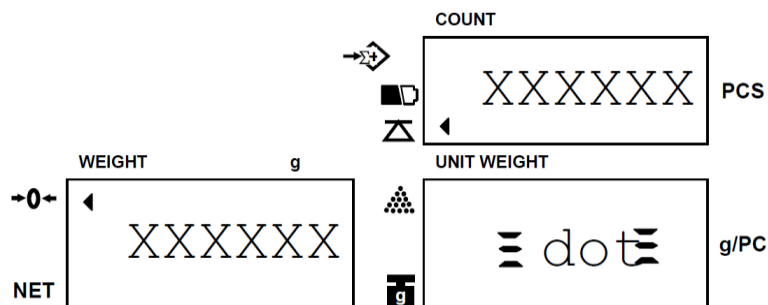 COUNT
XXXXXX PCS
WEIGHT g
UNIT WEIGHT
→0←
XXXXXX
dot g/PC
NET
g